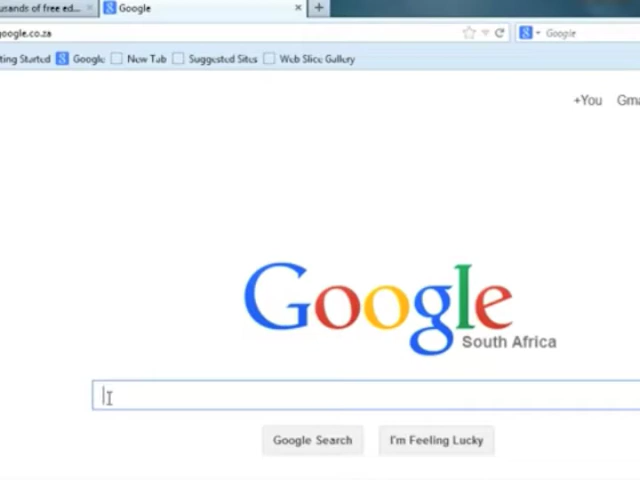 usands of free ed... Google
google.co.za Google
ting Started Google New Tab Suggested Sites Web Slice Gallery
+You Gma
Google
South Africa
Google Search I'm Feeling Lucky